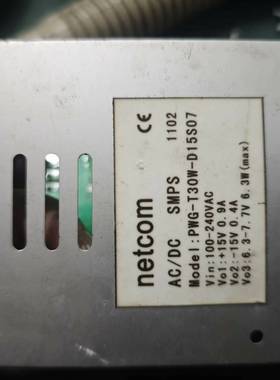 netcom
AC/DC SMPS 1102
Model:PWG-T30W-D15S07
Vin:100-240VAC
Vo1:+15V 0.9A
Vo2:-15V 0.4A
Vo3:6.3-7.7V 6.3W(max)
CE